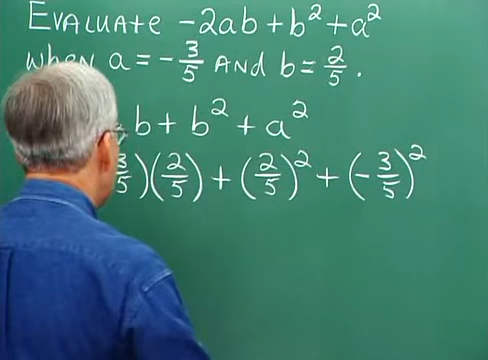 Evaluate -2ab + b² + a²
when a = -3/5 and b = 2/5.
b + b² + a²
3/5)(2/5) + (2/5)² + (-3/5)²